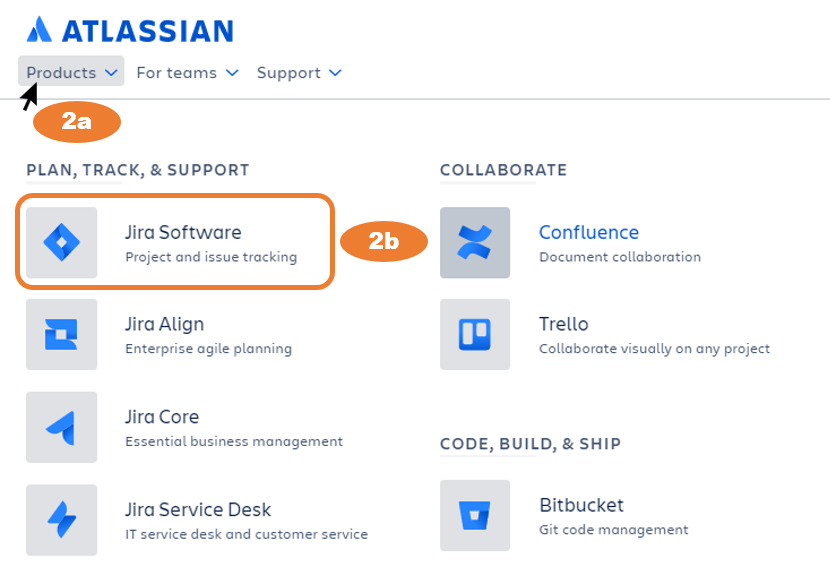 ATLASSIAN
Products For teams Support
2a
PLAN, TRACK, & SUPPORT
Jira Software
Project and issue tracking
2b
Jira Align
Enterprise agile planning
Jira Core
Essential business management
Jira Service Desk
IT service desk and customer service
COLLABORATE
Confluence
Document collaboration
Trello
Collaborate visually on any project
CODE, BUILD, & SHIP
Bitbucket
Git code management